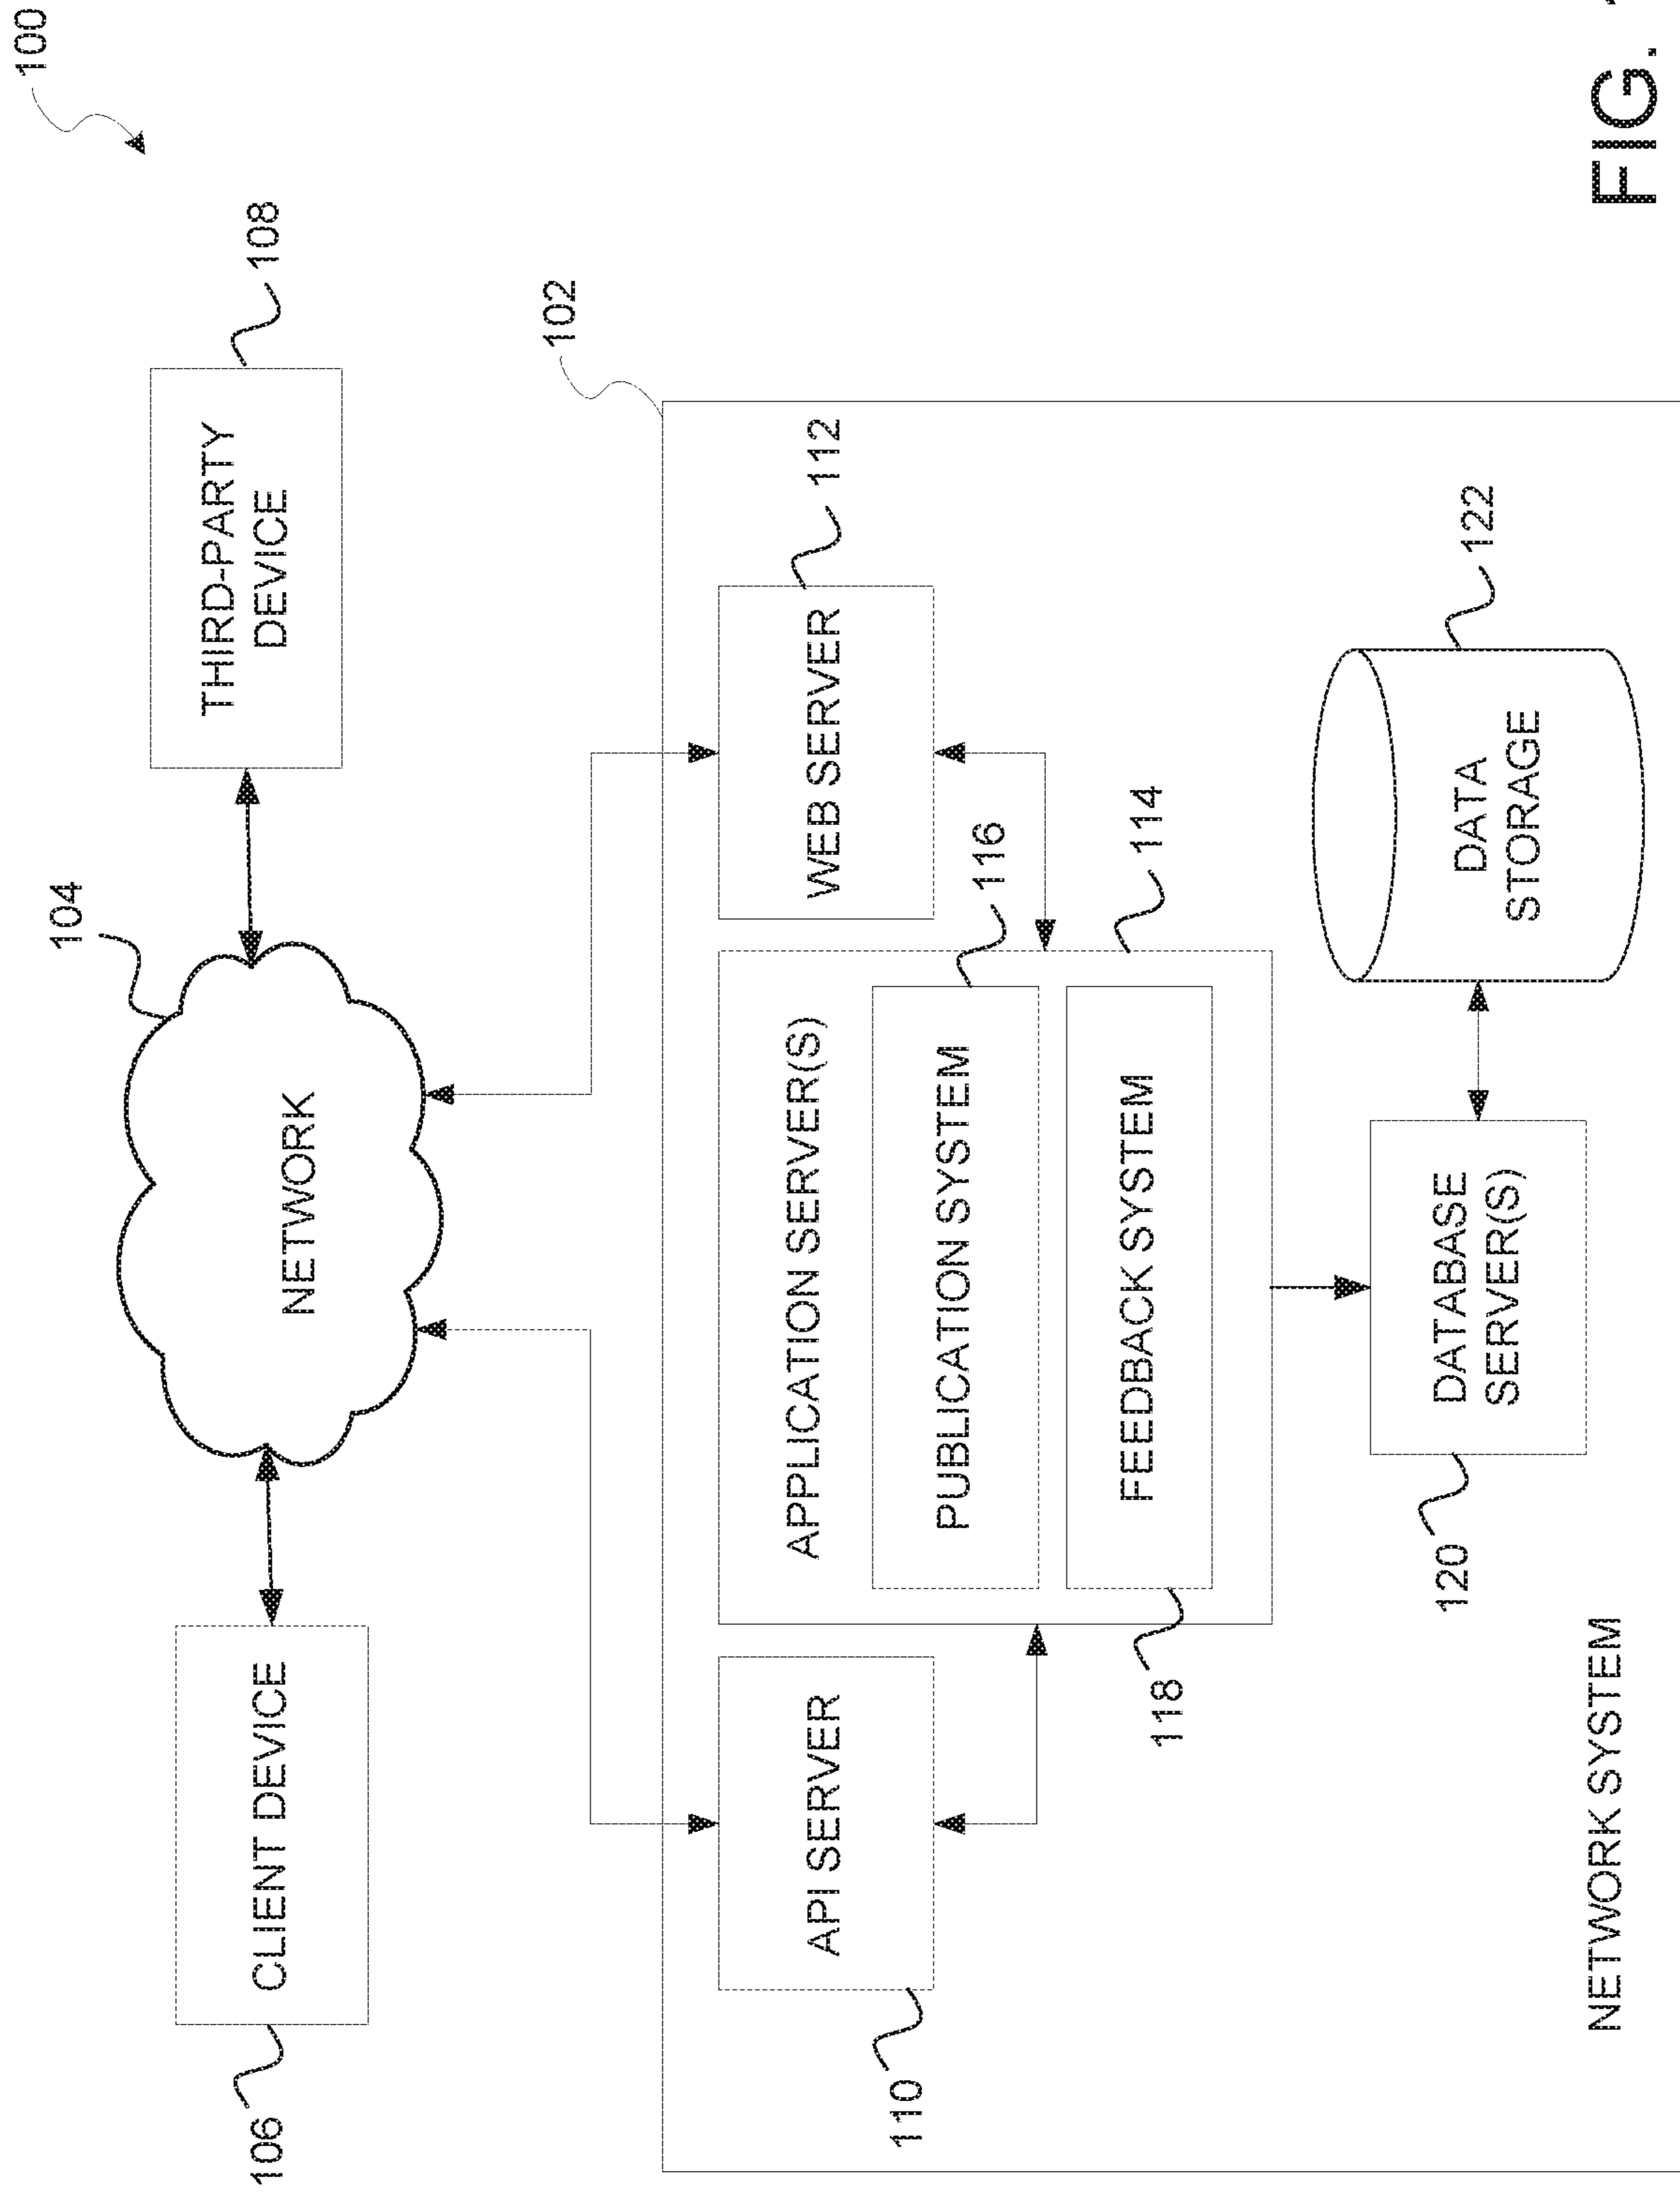 100
104
106
CLIENT DEVICE
NETWORK
THIRD-PARTY
DEVICE
108
102
110
API SERVER
APPLICATION SERVER(S)
WEB SERVER
112
PUBLICATION SYSTEM
116
118
FEEDBACK SYSTEM
114
120
DATABASE
SERVER(S)
DATA
STORAGE
122
NETWORK SYSTEM
FIG.